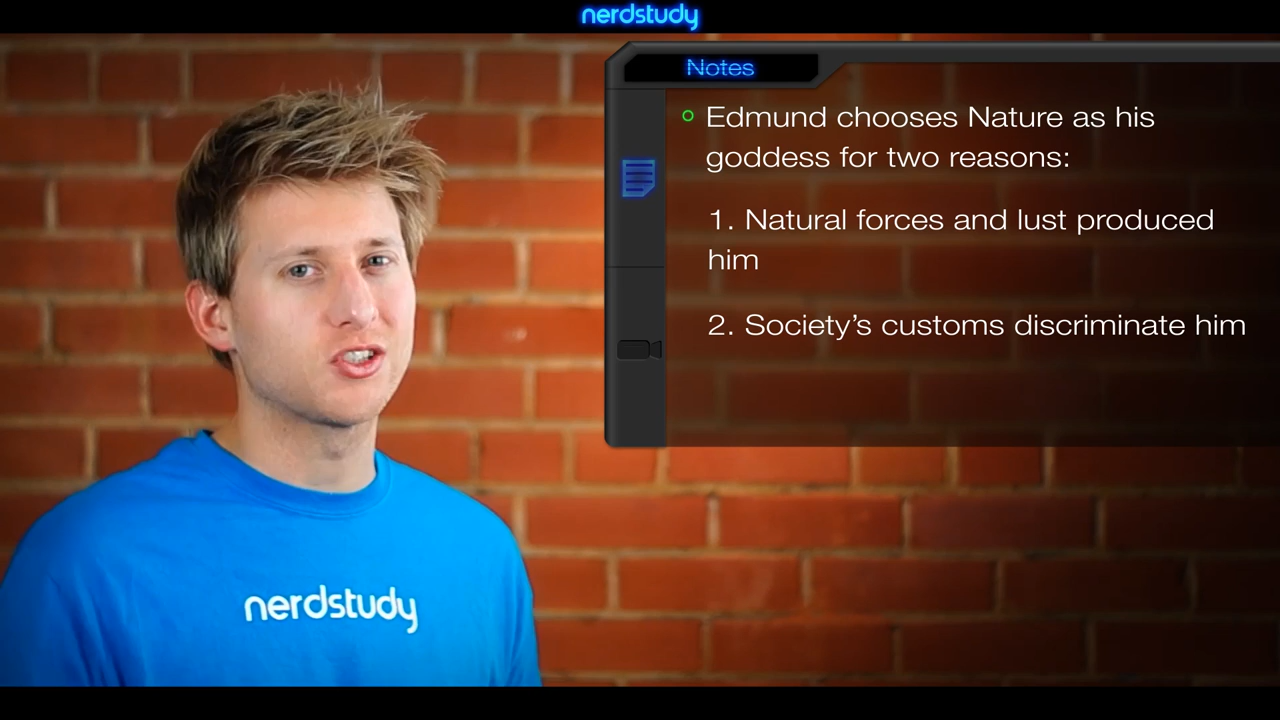 nerdstudy
Notes
Edmund chooses Nature as his
goddess for two reasons:
1. Natural forces and lust produced
him
2. Society’s customs discriminate him
nerdstudy